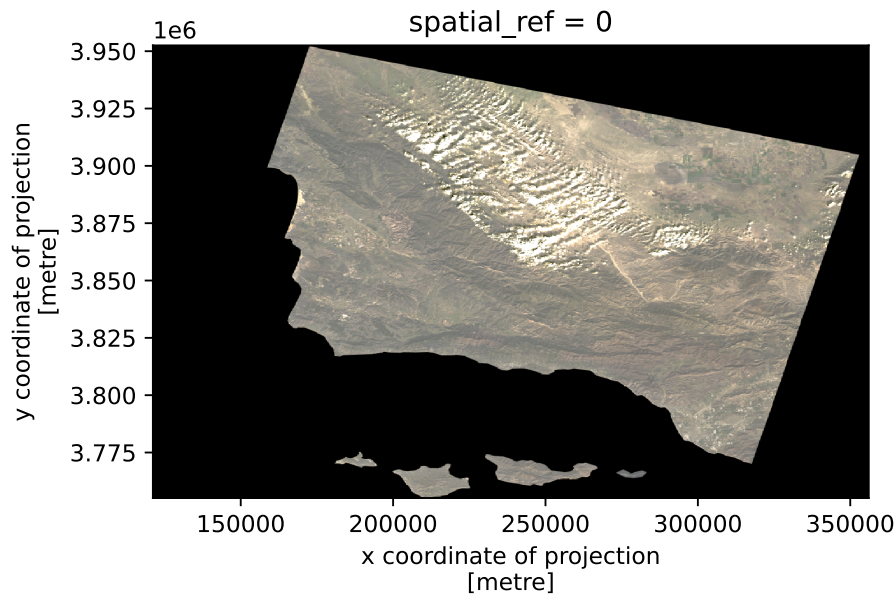 spatial_ref = 0
1e6
3.950
3.925
3.900
3.875
3.850
3.825
3.800
3.775
y coordinate of projection
[metre]
150000
200000
250000
300000
350000
x coordinate of projection
[metre]